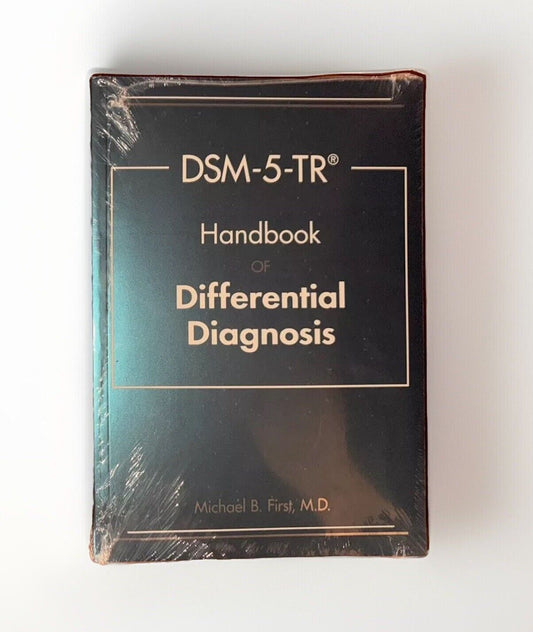 DSM-5-TR®
Handbook
OF
Differential
Diagnosis
Michael B. First, M.D.